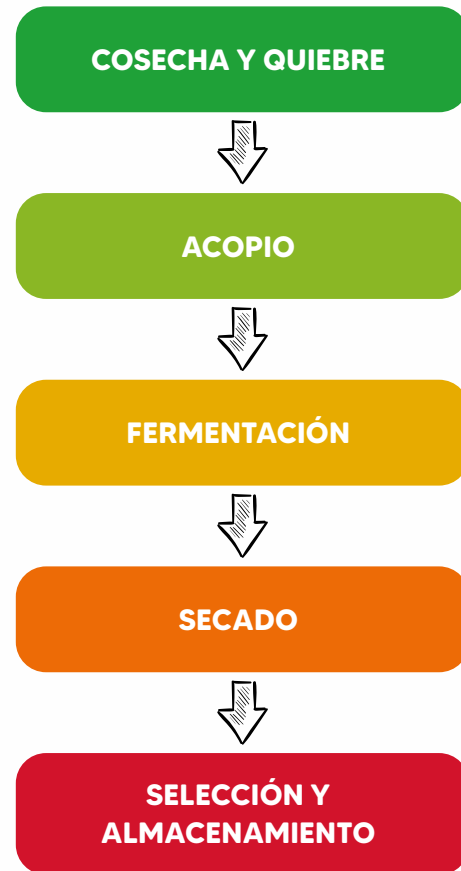 COSECHA Y QUIEBRE
ACOPIO
FERMENTACIÓN
SECADO
SELECCIÓN Y
ALMACENAMIENTO